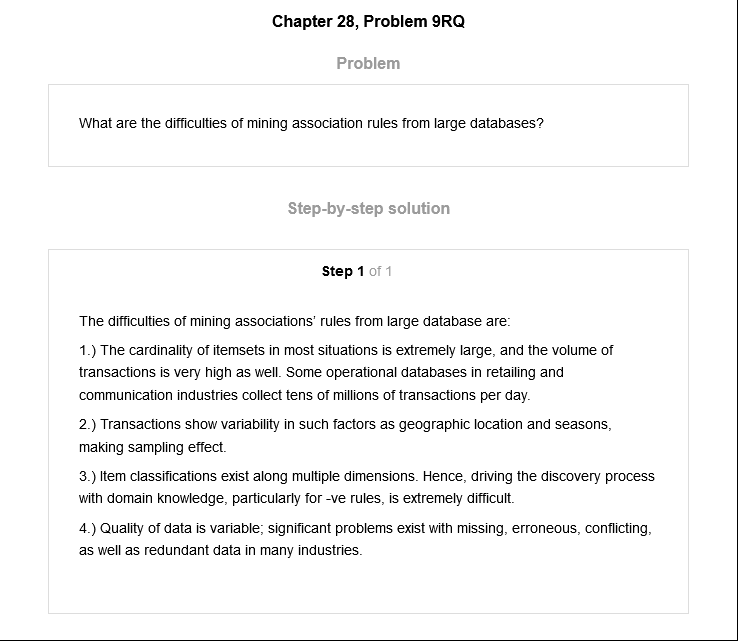 Chapter 28, Problem 9RQ
Problem
What are the difficulties of mining association rules from large databases?
Step-by-step solution
Step 1 of 1
The difficulties of mining associations’ rules from large database are:
1.) The cardinality of itemsets in most situations is extremely large, and the volume of
transactions is very high as well. Some operational databases in retailing and
communication industries collect tens of millions of transactions per day.
2.) Transactions show variability in such factors as geographic location and seasons,
making sampling effect.
3.) Item classifications exist along multiple dimensions. Hence, driving the discovery process
with domain knowledge, particularly for -ve rules, is extremely difficult.
4.) Quality of data is variable; significant problems exist with missing, erroneous, conflicting,
as well as redundant data in many industries.